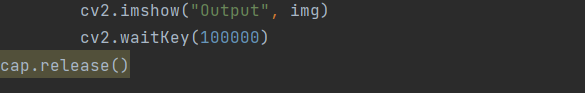 cv2.imshow("Output", img)
cv2.waitKey(100000)
cap.release()